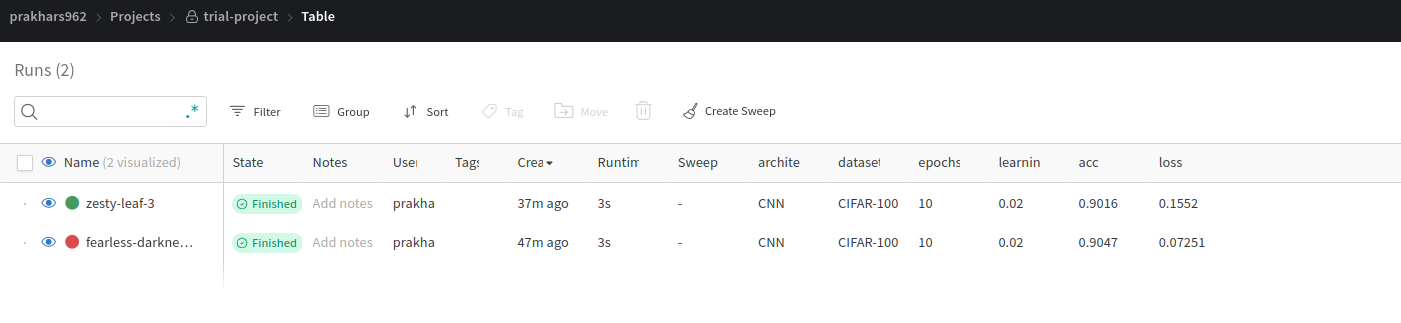 prakhars962 > Projects > trial-project > Table
Runs (2)
.* Filter Group Sort Tag Move Create Sweep
Name (2 visualized) State Notes User Tags Crea Runtim Sweep archite dataset epochs learnin acc loss
zesty-leaf-3 Finished Add notes prakha 37m ago 3s - CNN CIFAR-100 10 0.02 0.9016 0.1552
fearless-darkne... Finished Add notes prakha 47m ago 3s - CNN CIFAR-100 10 0.02 0.9047 0.07251